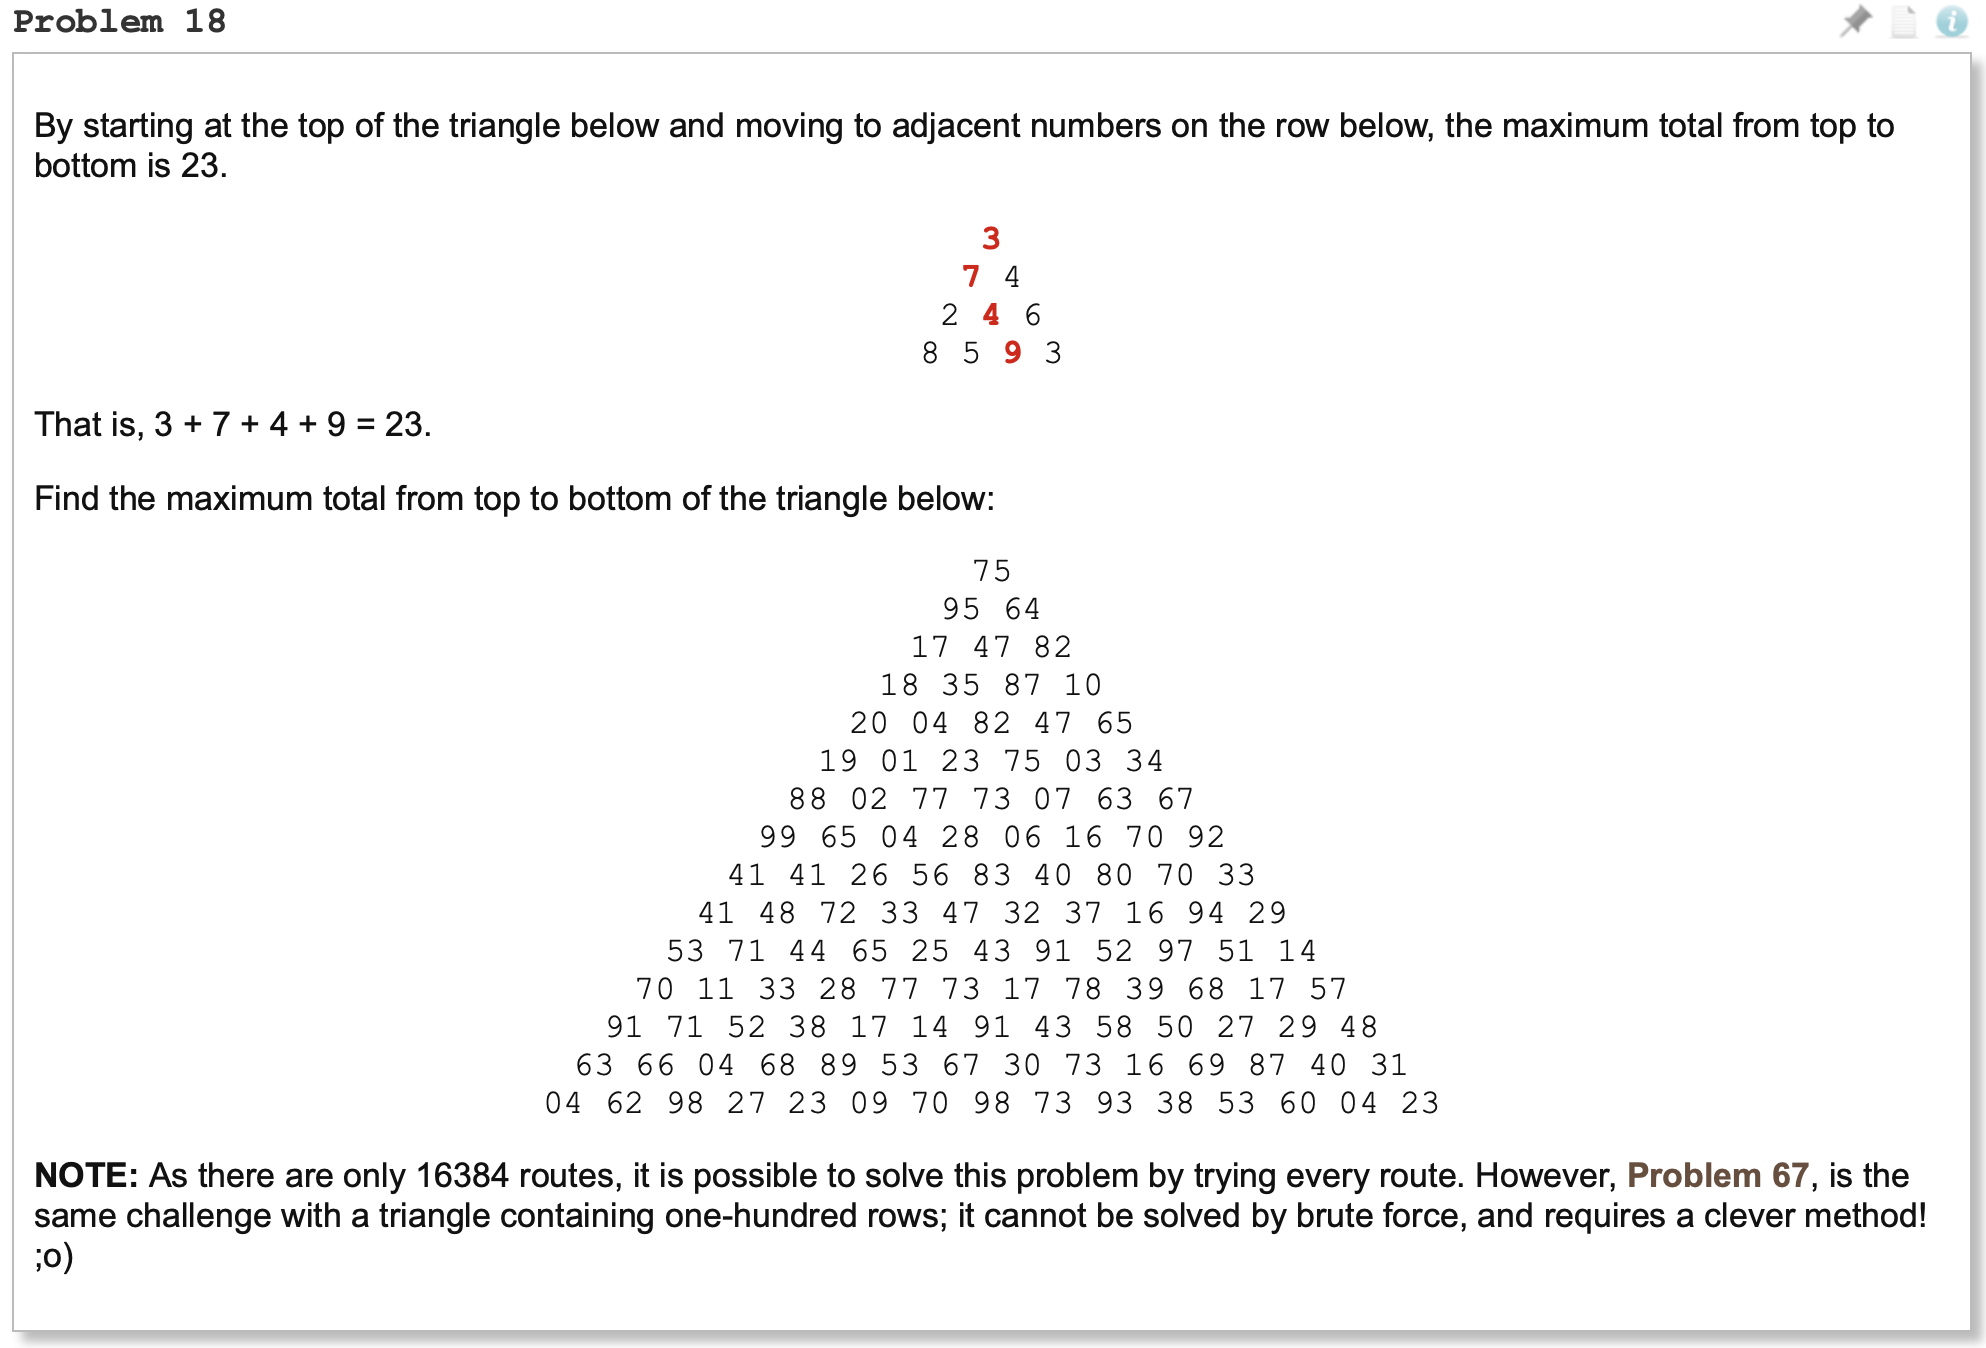 Problem 18
By starting at the top of the triangle below and moving to adjacent numbers on the row below, the maximum total from top to
bottom is 23.
3
7 4
2 4 6
8 5 9 3
That is, 3 + 7 + 4 + 9 = 23.
Find the maximum total from top to bottom of the triangle below:
75
95 64
17 47 82
18 35 87 10
20 04 82 47 65
19 01 23 75 03 34
88 02 77 73 07 63 67
99 65 04 28 06 16 70 92
41 41 26 56 83 40 80 70 33
41 48 72 33 47 32 37 16 94 29
53 71 44 65 25 43 91 52 97 51 14
70 11 33 28 77 73 17 78 39 68 17 57
91 71 52 38 17 14 91 43 58 50 27 29 48
63 66 04 68 89 53 67 30 73 16 69 87 40 31
04 62 98 27 23 09 70 98 73 93 38 53 60 04 23
NOTE: As there are only 16384 routes, it is possible to solve this problem by trying every route. However, Problem 67, is the
same challenge with a triangle containing one-hundred rows; it cannot be solved by brute force, and requires a clever method!
;o)